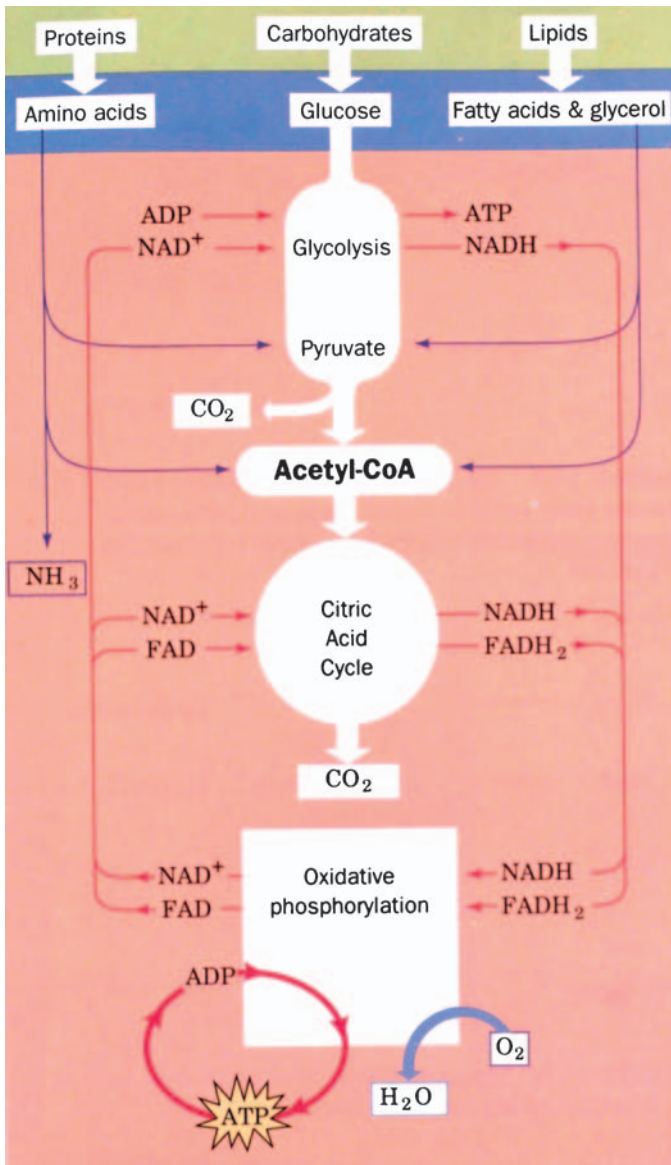 Proteins
Carbohydrates
Lipids
Amino acids
Glucose
Fatty acids & glycerol
ADP
ATP
NAD⁺
Glycolysis
NADH
Pyruvate
CO₂
Acetyl-CoA
NH₃
NAD⁺
FAD
Citric
Acid
Cycle
NADH
FADH₂
CO₂
NAD⁺
FAD
Oxidative
phosphorylation
NADH
FADH₂
ADP
ATP
O₂
H₂O